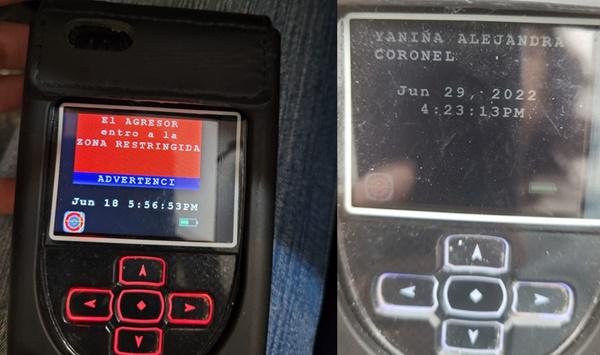 El AGRESOR
entro a la
ZONA RESTRINGIDA
ADVERTENCI
Jun 18 5:56:53PM
YANINA ALEJANDRA
CORONEL
Jun 29, 2022
4:23:13PM